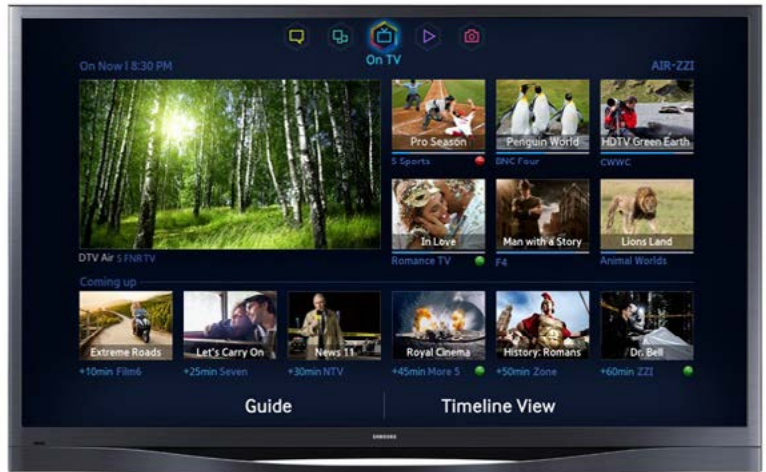 On TV
On Now | 8:30 PM
AIR-ZZI
Pro Season
S Sports
Penguin World
BNC Four
HDTV Green Earth
CWWC
In Love
Romance TV
Man with a Story
F4
Lions Land
Animal Worlds
DTV Air 5 FNR TV
Coming up
Extreme Roads
+10min Film6
Let's Carry On
+25min Seven
News 11
+30min NTV
Royal Cinema
+45min More 5
History: Romans
+50min Zone
Dr. Bell
+60min ZZI
Guide
Timeline View
SAMSUNG